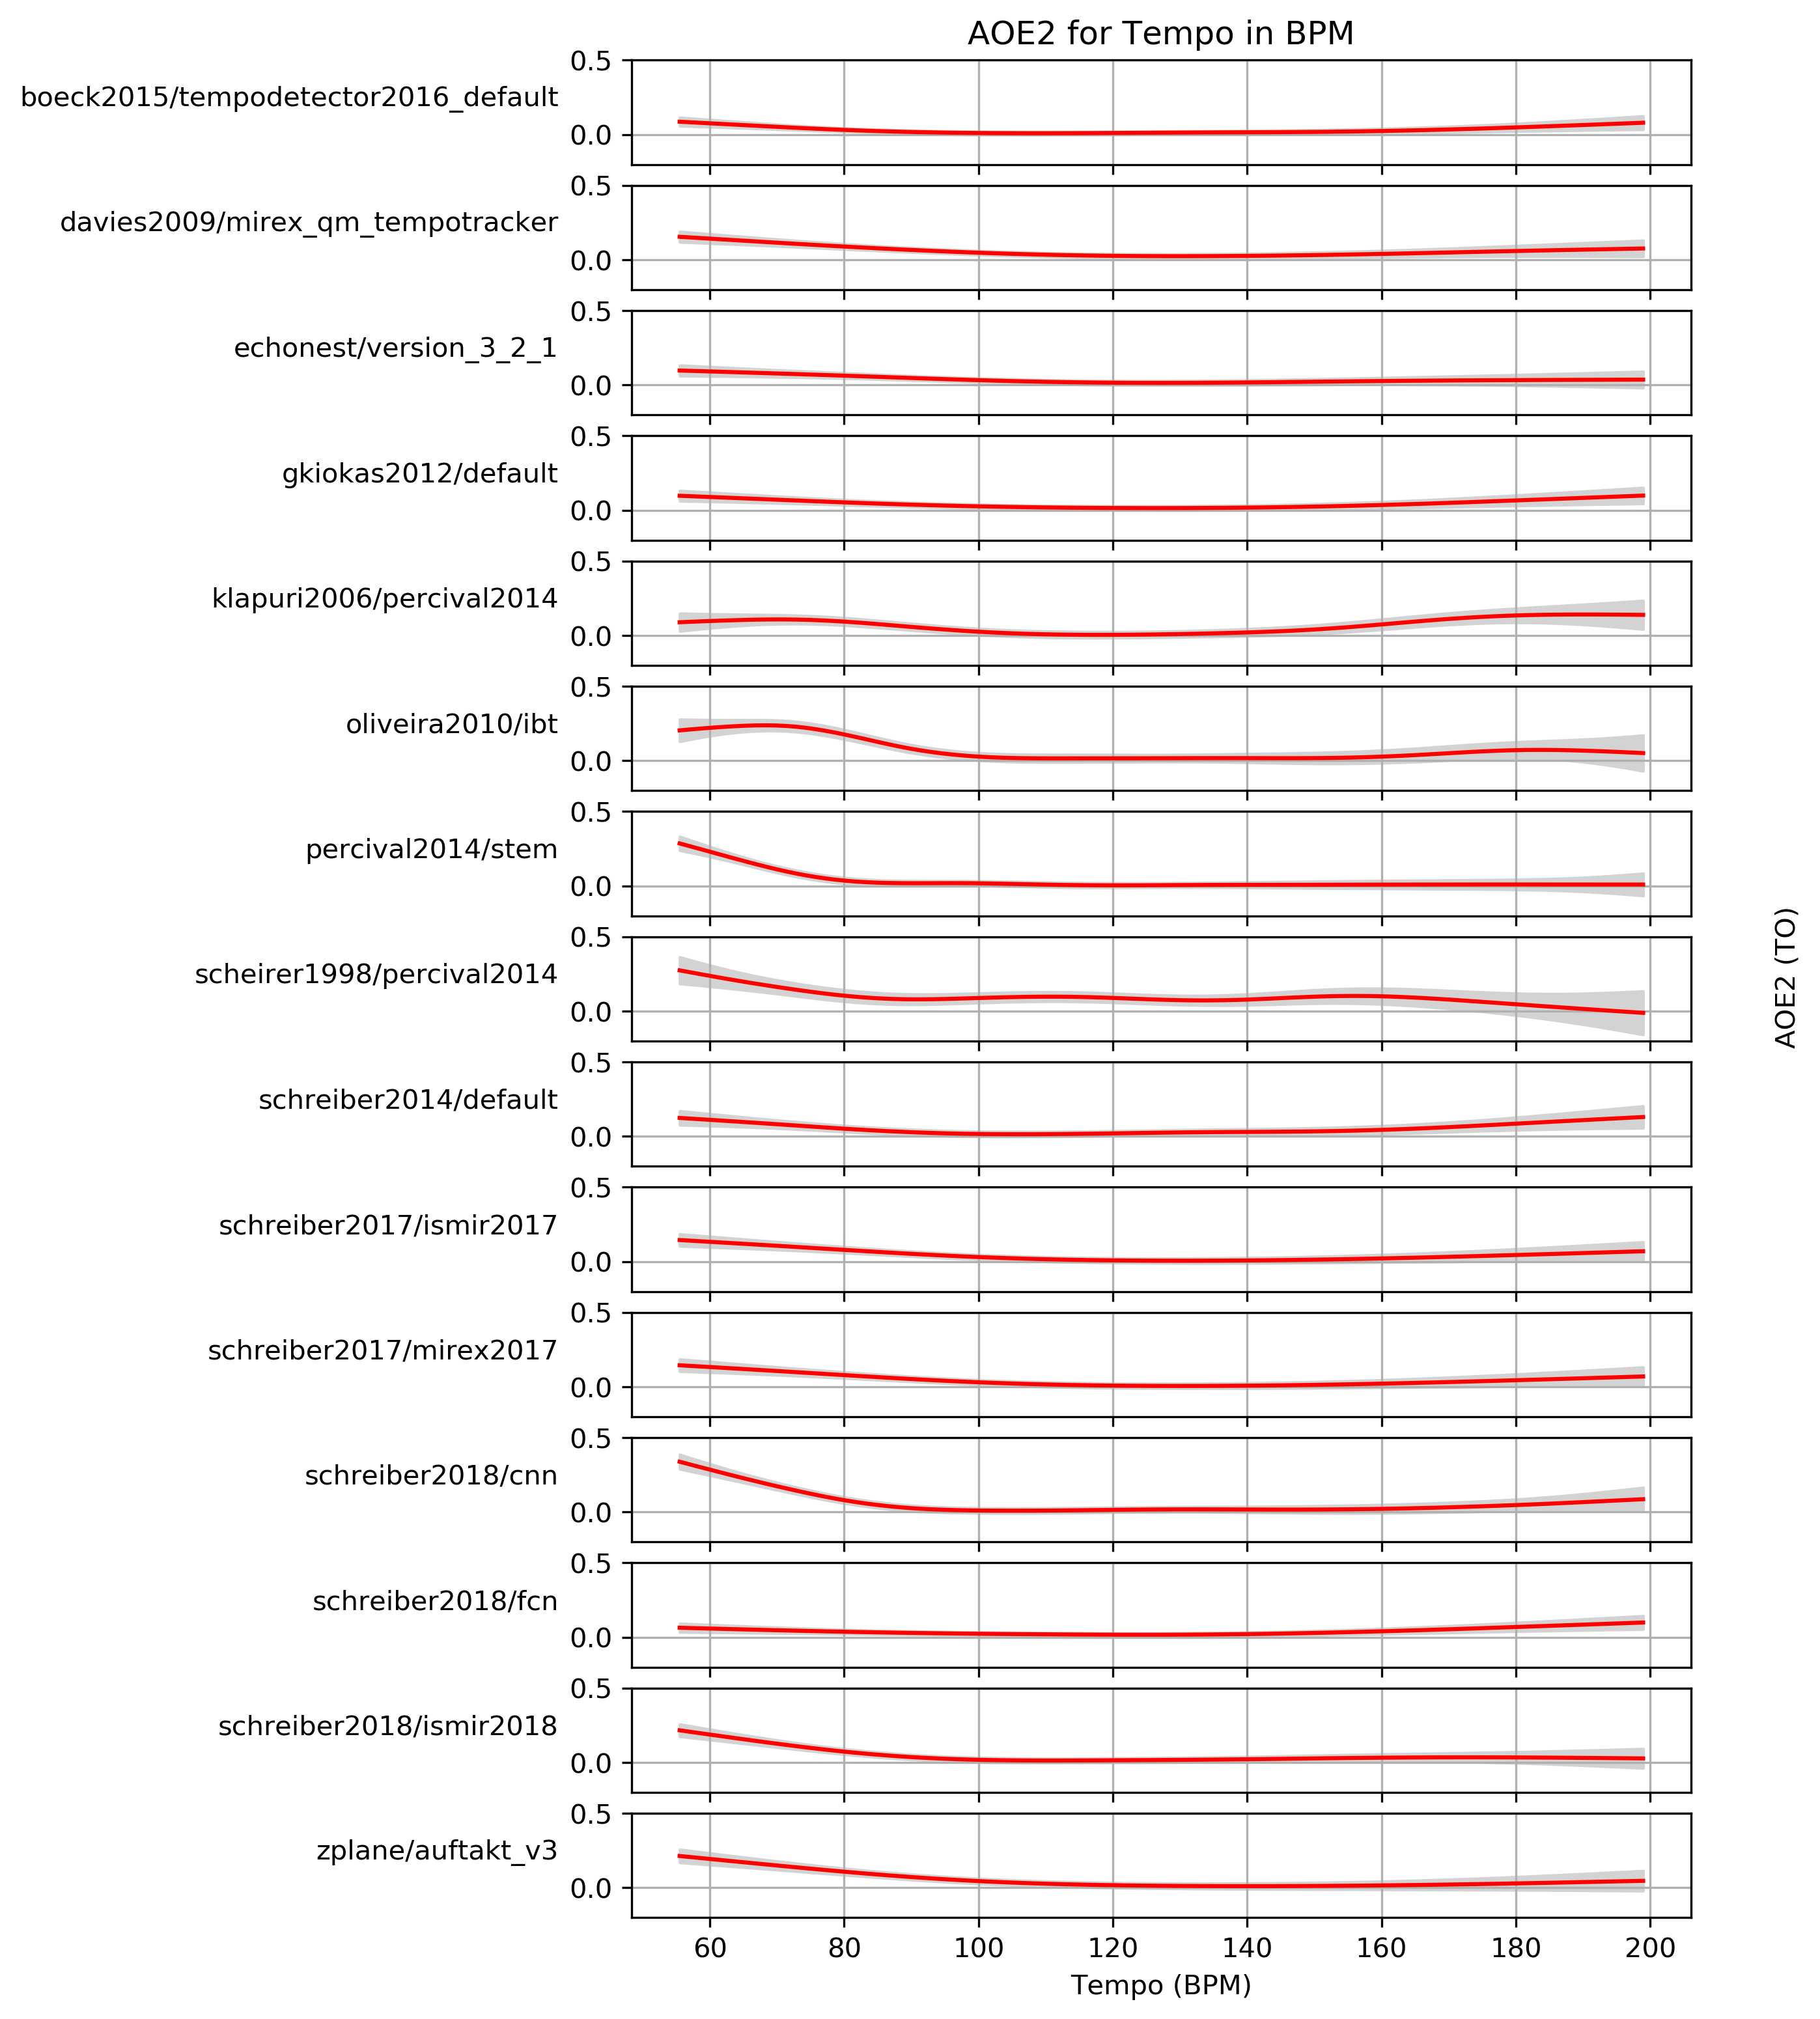 AOE2 for Tempo in BPM
boeck2015/tempodetector2016_default
0.5
0.0
davies2009/mirex_qm_tempotracker
0.5
0.0
echonest/version_3_2_1
0.5
0.0
gkiokas2012/default
0.5
0.0
klapuri2006/percival2014
0.5
0.0
oliveira2010/ibt
0.5
0.0
percival2014/stem
0.5
0.0
scheirer1998/percival2014
0.5
0.0
schreiber2014/default
0.5
0.0
schreiber2017/ismir2017
0.5
0.0
schreiber2017/mirex2017
0.5
0.0
schreiber2018/cnn
0.5
0.0
schreiber2018/fcn
0.5
0.0
schreiber2018/ismir2018
0.5
0.0
zplane/auftakt_v3
0.5
0.0
60 80 100 120 140 160 180 200
Tempo (BPM)
AOE2 (TO)